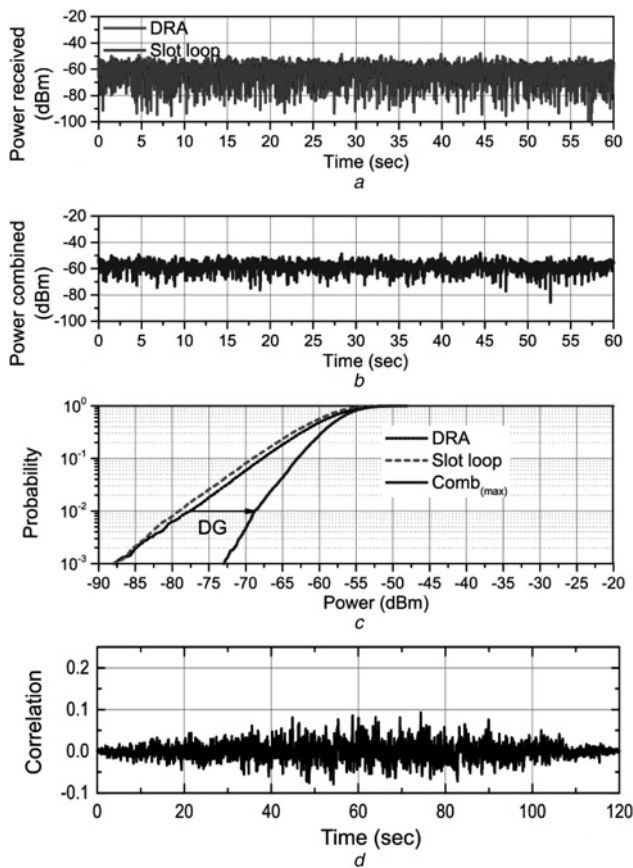 Power received
(dBm)
-20
-40
-60
-80
-100
DRA
Slot loop
0 5 10 15 20 25 30 35 40 45 50 55 60
Time (sec)
a
Power combined
(dBm)
-20
-40
-60
-80
-100
0 5 10 15 20 25 30 35 40 45 50 55 60
Time (sec)
b
Probability
10^0
10^-1
10^-2
10^-3
DRA
Slot loop
Comb(max)
DG
-90 -85 -80 -75 -70 -65 -60 -55 -50 -45 -40 -35 -30 -25 -20
Power (dBm)
c
Correlation
0.2
0.1
0.0
-0.1
0 20 40 60 80 100 120
Time (sec)
d